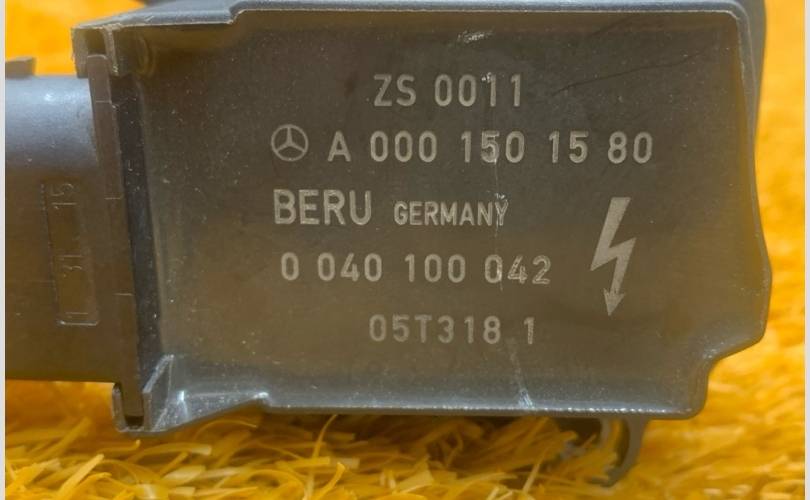 ZS 0011
A 000 150 15 80
BERU GERMANY
0 040 100 042
05T318 1